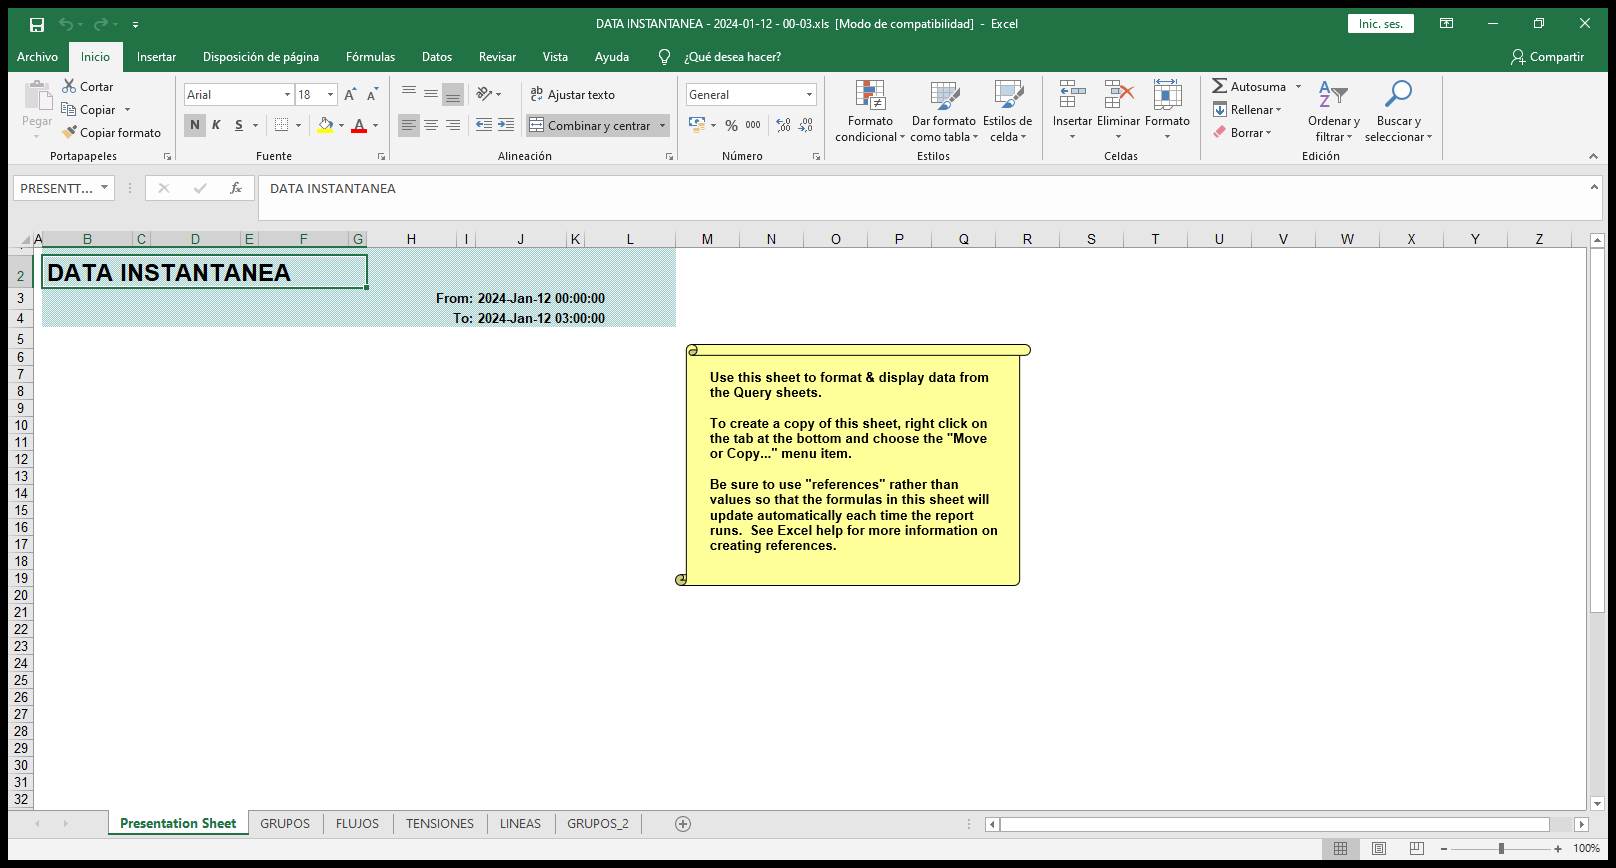 DATA INSTANTANEA - 2024-01-12 - 00-03.xls [Modo de compatibilidad] - Excel
Inic. ses.
Archivo Inicio Insertar Disposición de página Fórmulas Datos Revisar Vista Ayuda ¿Qué desea hacer? Compartir
Pegar
Cortar
Copiar
Copiar formato
Portapapeles
Arial 18
N K S
Fuente
Ajustar texto
Combinar y centrar
Alineación
General
% 000
Número
Formato condicional
Dar formato como tabla
Estilos de celda
Estilos
Insertar Eliminar Formato
Celdas
Autosuma
Rellenar
Borrar
Ordenar y filtrar
Buscar y seleccionar
Edición
PRESENTT... fx DATA INSTANTANEA
A B C D E F G H I J K L M N O P Q R S T U V W X Y Z
2 DATA INSTANTANEA
3 From: 2024-Jan-12 00:00:00
4 To: 2024-Jan-12 03:00:00
5
6
7
8
9
10
11
12
13
14
15
16
17
18
19
20
21
22
23
24
25
26
27
28
29
30
31
32
Use this sheet to format & display data from
the Query sheets.
To create a copy of this sheet, right click on
the tab at the bottom and choose the "Move
or Copy..." menu item.
Be sure to use "references" rather than
values so that the formulas in this sheet will
update automatically each time the report
runs. See Excel help for more information on
creating references.
Presentation Sheet GRUPOS FLUJOS TENSIONES LINEAS GRUPOS_2
100%